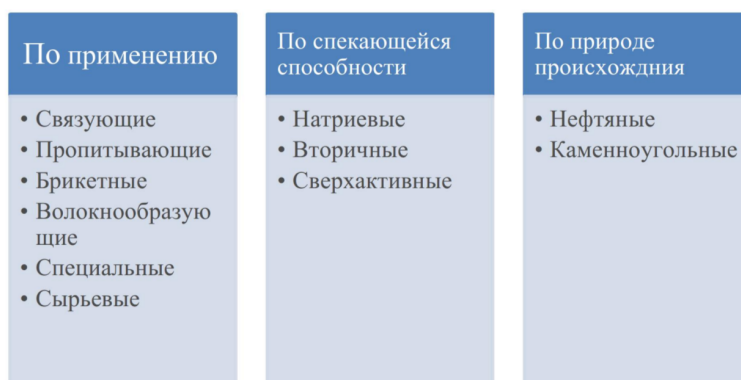 По применению
• Связующие
• Пропитывающие
• Брикетные
• Волокнообразую
щие
• Специальные
• Сырьевые
По спекающейся
способности
• Натриевые
• Вторичные
• Сверхактивные
По природе
происхождния
• Нефтяные
• Каменноугольные